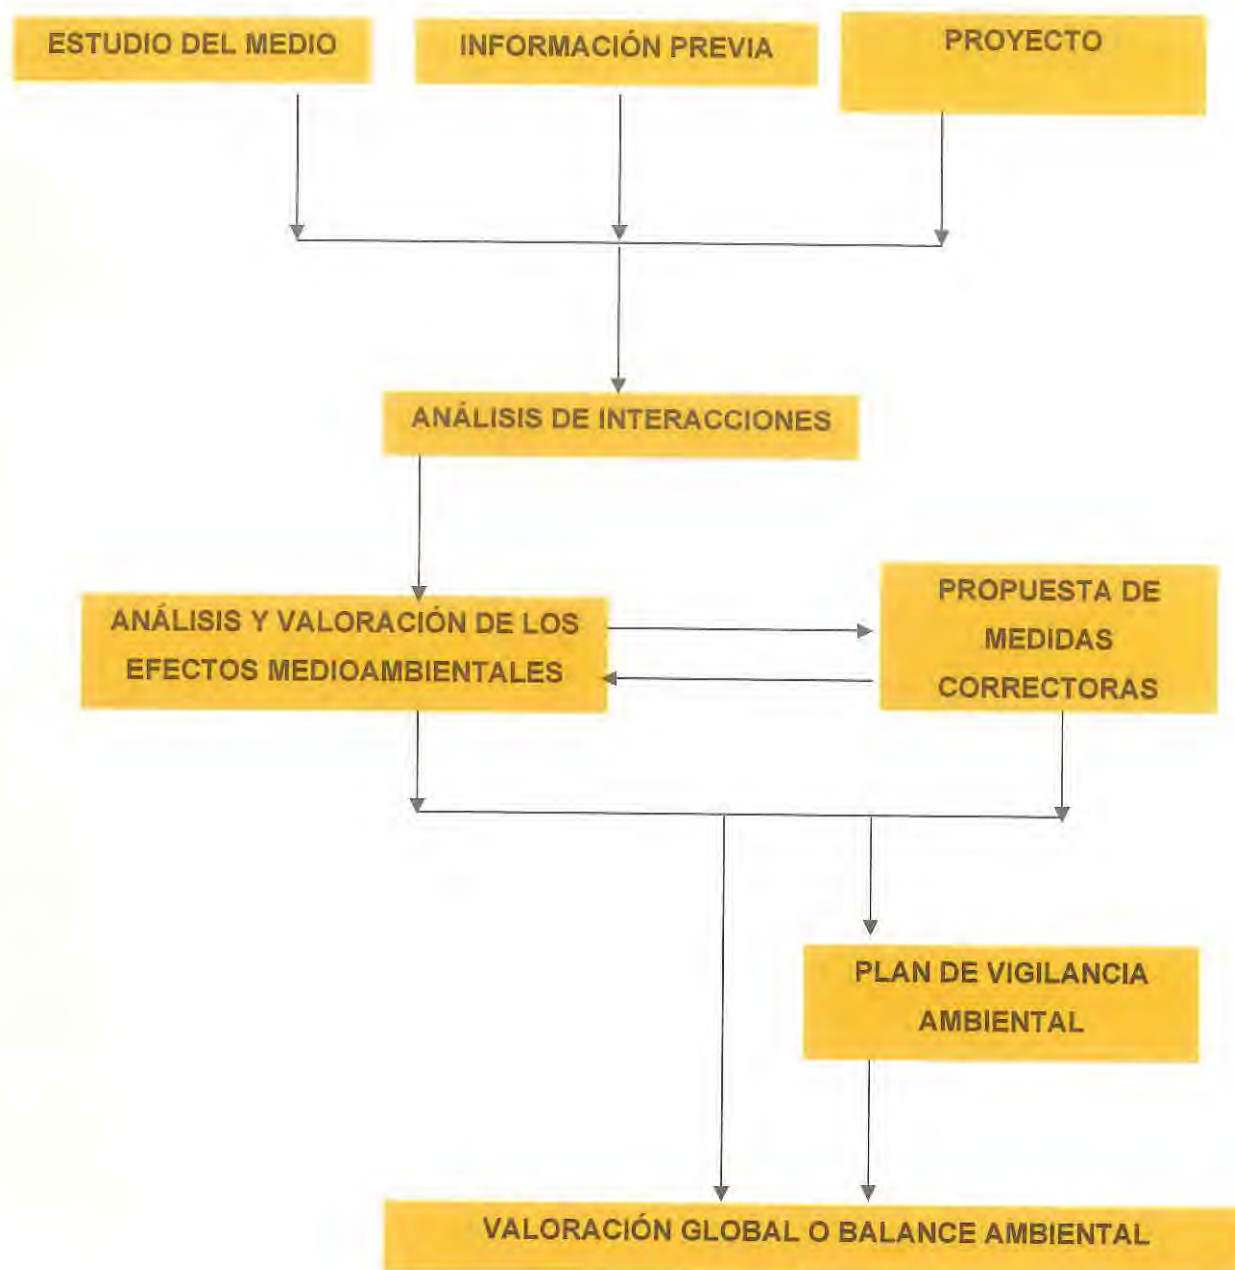 ESTUDIO DEL MEDIO
INFORMACIÓN PREVIA
PROYECTO
ANÁLISIS DE INTERACCIONES
ANÁLISIS Y VALORACIÓN DE LOS
EFECTOS MEDIOAMBIENTALES
PROPUESTA DE
MEDIDAS
CORRECTORAS
PLAN DE VIGILANCIA
AMBIENTAL
VALORACIÓN GLOBAL O BALANCE AMBIENTAL